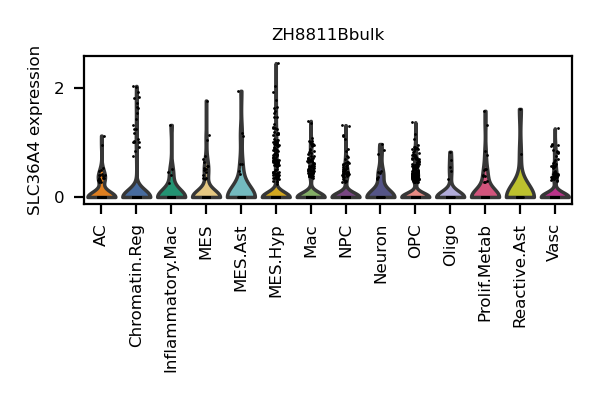 ZH8811Bbulk
SLC36A4 expression
2
0
AC
Chromatin.Reg
Inflammatory.Mac
MES
MES.Ast
MES.Hyp
Mac
NPC
Neuron
OPC
Oligo
Prolif.Metab
Reactive.Ast
Vasc